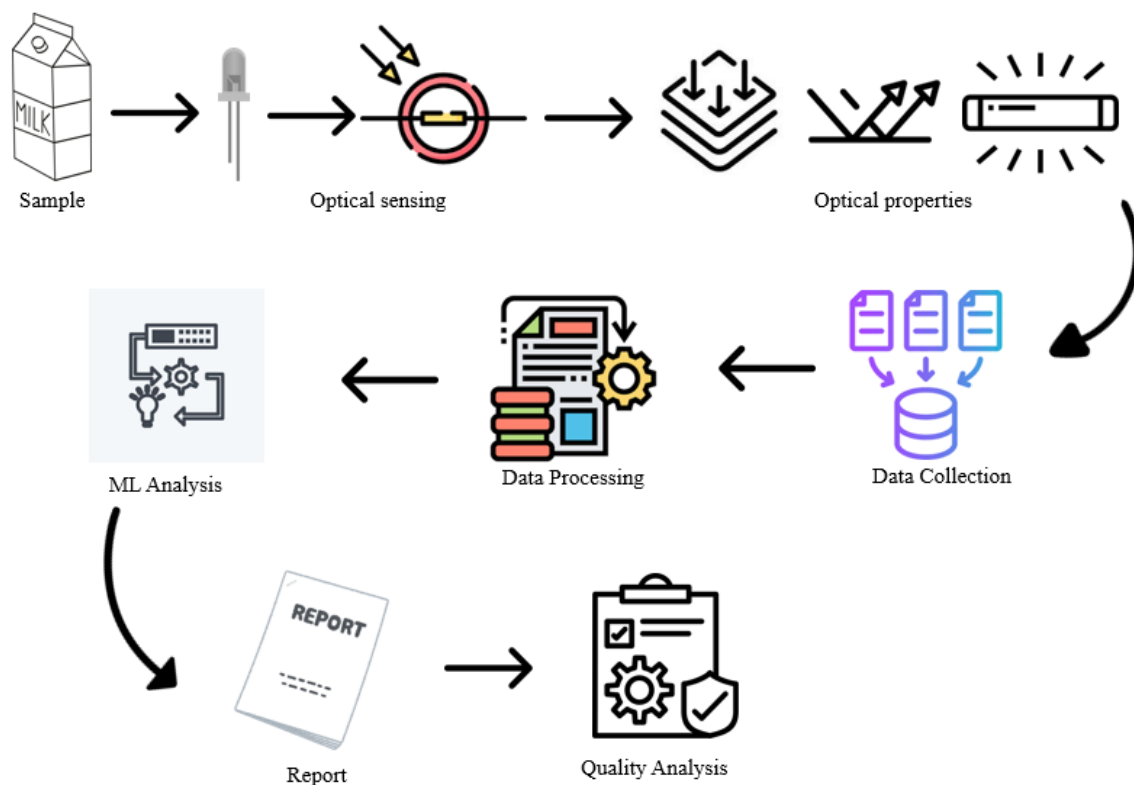 MILK
Sample
Optical sensing
Optical properties
Data Collection
Data Processing
ML Analysis
REPORT
Report
Quality Analysis